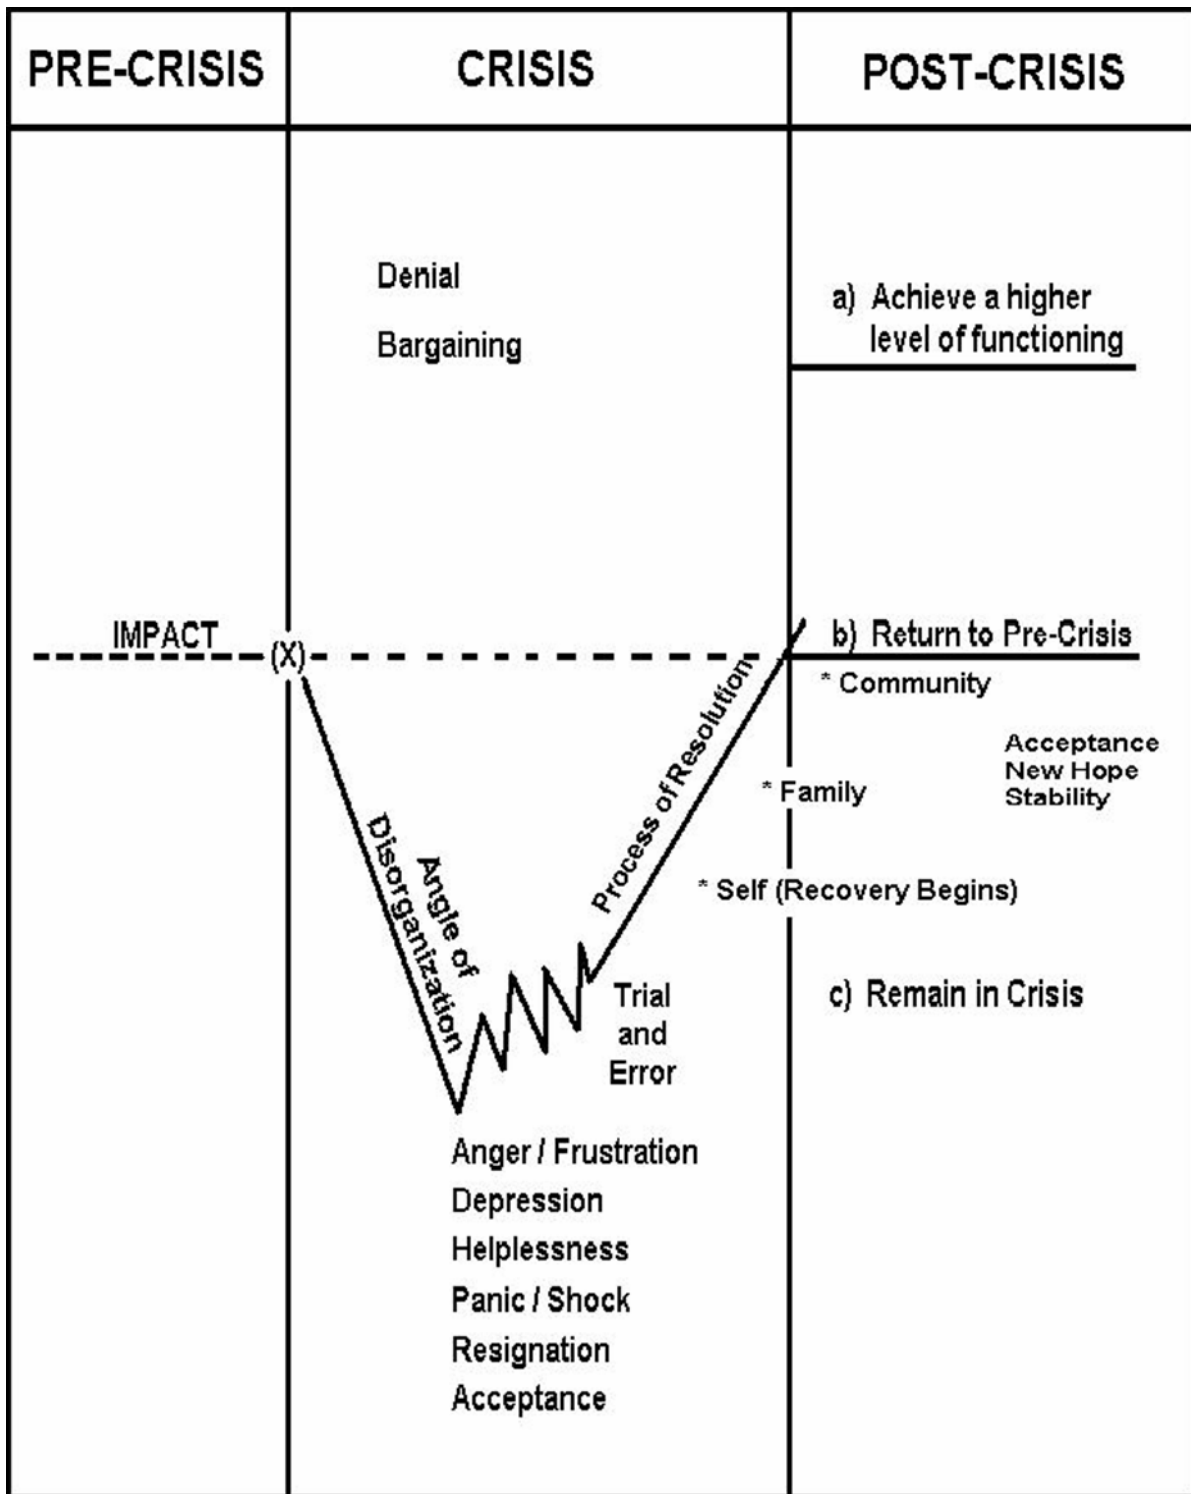 PRE-CRISIS
CRISIS
POST-CRISIS
Denial
Bargaining
a) Achieve a higher
level of functioning
IMPACT
(X)
b) Return to Pre-Crisis
* Community
Acceptance
New Hope
Stability
* Family
* Self (Recovery Begins)
c) Remain in Crisis
Angle of
Disorganization
Process of Resolution
Trial
and
Error
Anger / Frustration
Depression
Helplessness
Panic / Shock
Resignation
Acceptance